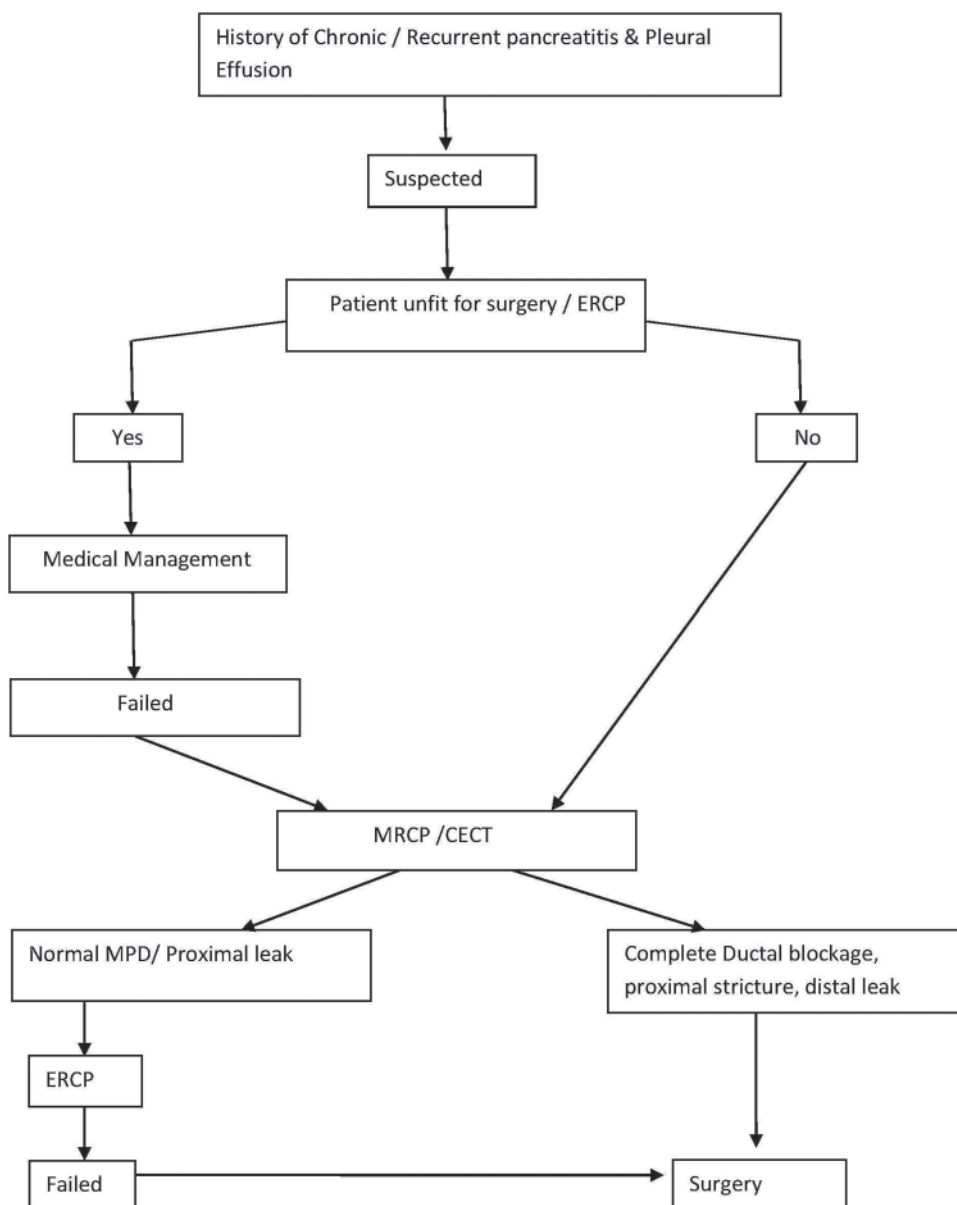 History of Chronic / Recurrent pancreatitis & Pleural
Effusion
Suspected
Patient unfit for surgery / ERCP
Yes
No
Medical Management
Failed
MRCP /CECT
Normal MPD/ Proximal leak
Complete Ductal blockage,
proximal stricture, distal leak
ERCP
Failed
Surgery